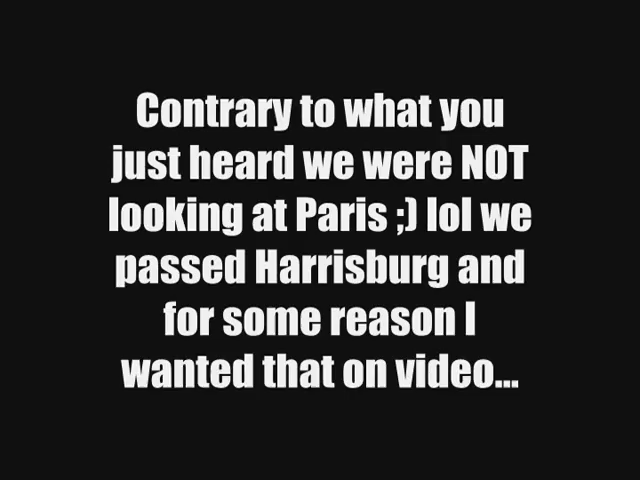 Contrary to what you
just heard we were NOT
looking at Paris ;) lol we
passed Harrisburg and
for some reason I
wanted that on video...